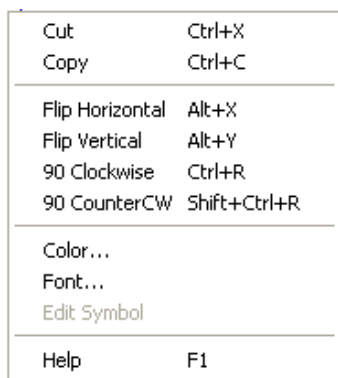 Cut Ctrl+X
Copy Ctrl+C
Flip Horizontal Alt+X
Flip Vertical Alt+Y
90 Clockwise Ctrl+R
90 CounterCW Shift+Ctrl+R
Color...
Font...
Edit Symbol
Help F1